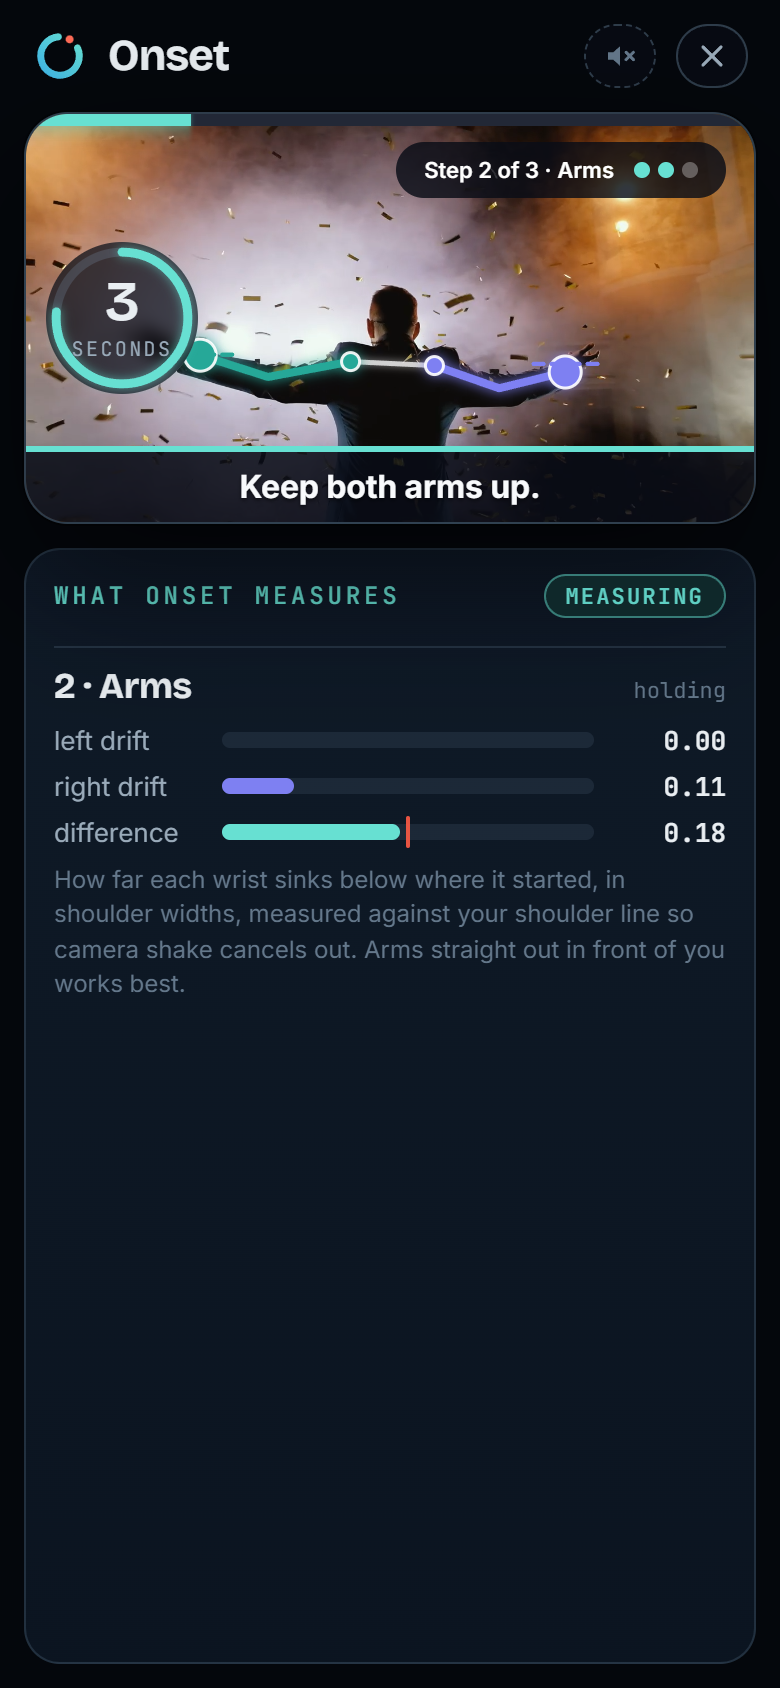 Onset
Step 2 of 3 · Arms
3
SECONDS
Keep both arms up.
WHAT ONSET MEASURES
MEASURING
2 · Arms
holding
left drift 0.00
right drift 0.11
difference 0.18
How far each wrist sinks below where it started, in
shoulder widths, measured against your shoulder line so
camera shake cancels out. Arms straight out in front of you
works best.